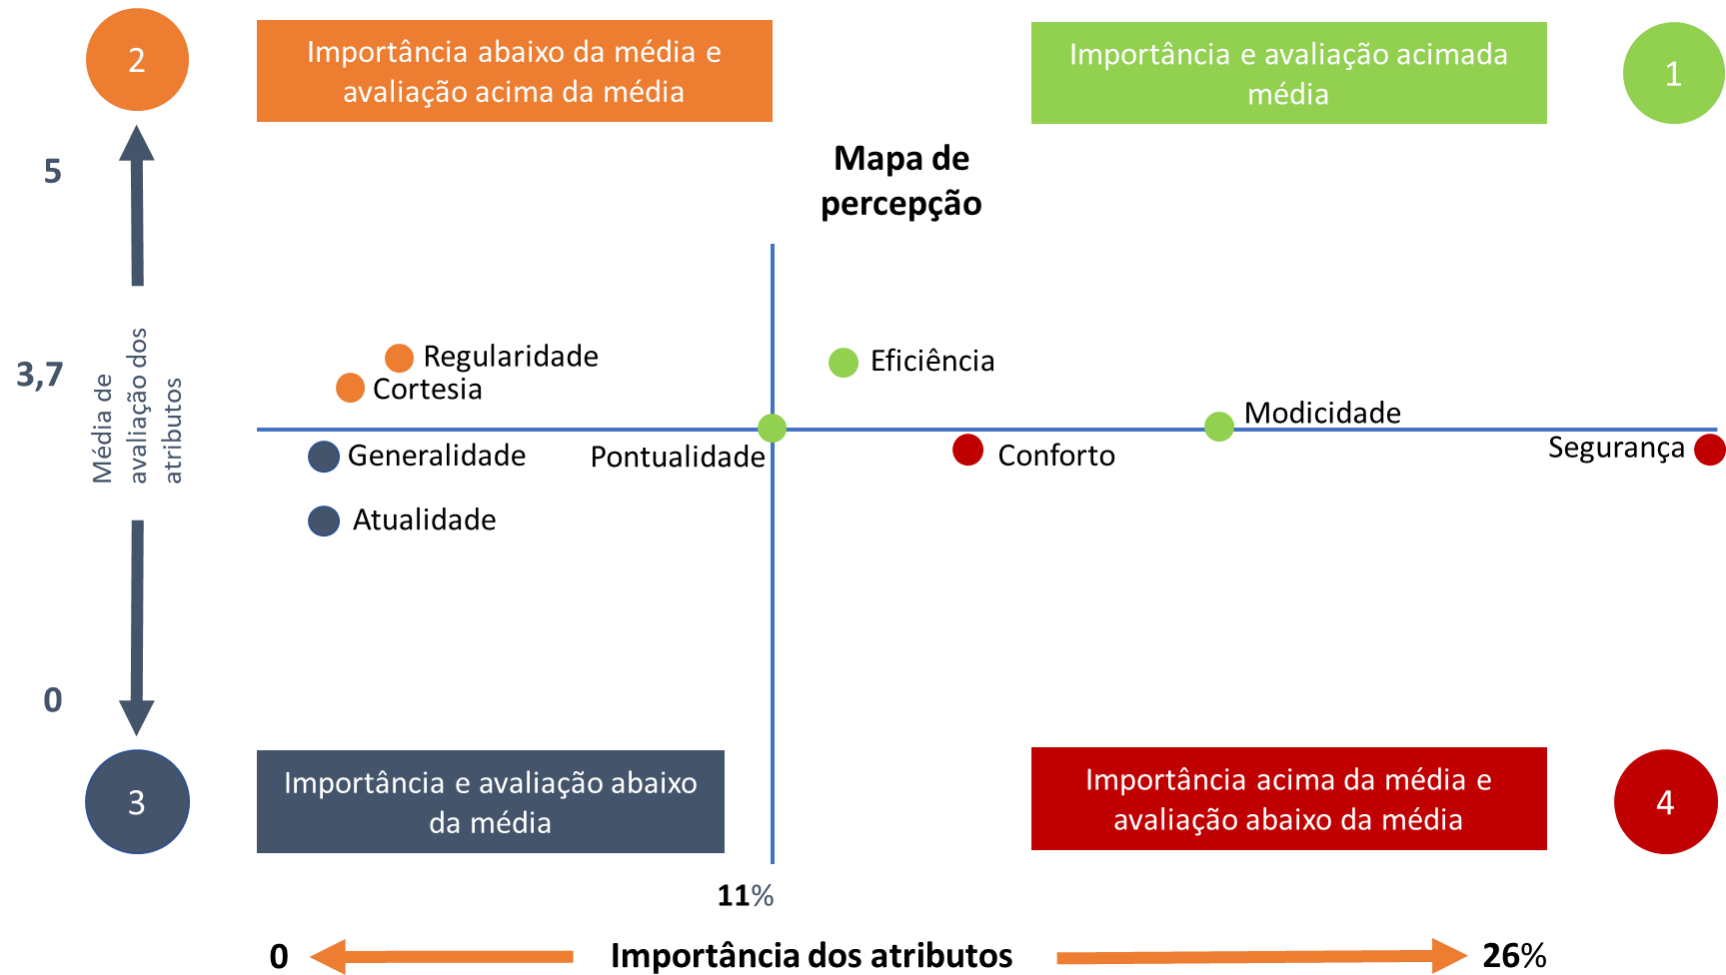 2
Importância abaixo da média e
avaliação acima da média
Importância e avaliação acimada
média
1
Mapa de
percepção
5
3,7
0
Média de
avaliação dos
atributos
Regularidade
Cortesia
Eficiência
Modicidade
Generalidade
Pontualidade
Conforto
Segurança
Atualidade
3
Importância e avaliação abaixo
da média
Importância acima da média e
avaliação abaixo da média
4
11%
0
Importância dos atributos
26%